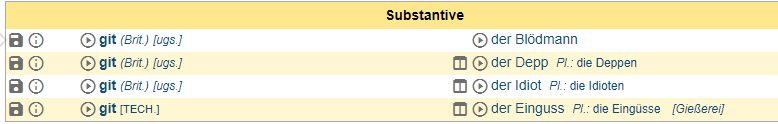 Substantive
git (Brit.) [ugs.] der Blödmann
git (Brit.) [ugs.] der Depp Pl.: die Deppen
git (Brit.) [ugs.] der Idiot Pl.: die Idioten
git [TECH.] der Einguss Pl.: die Eingüsse [Gießerei]